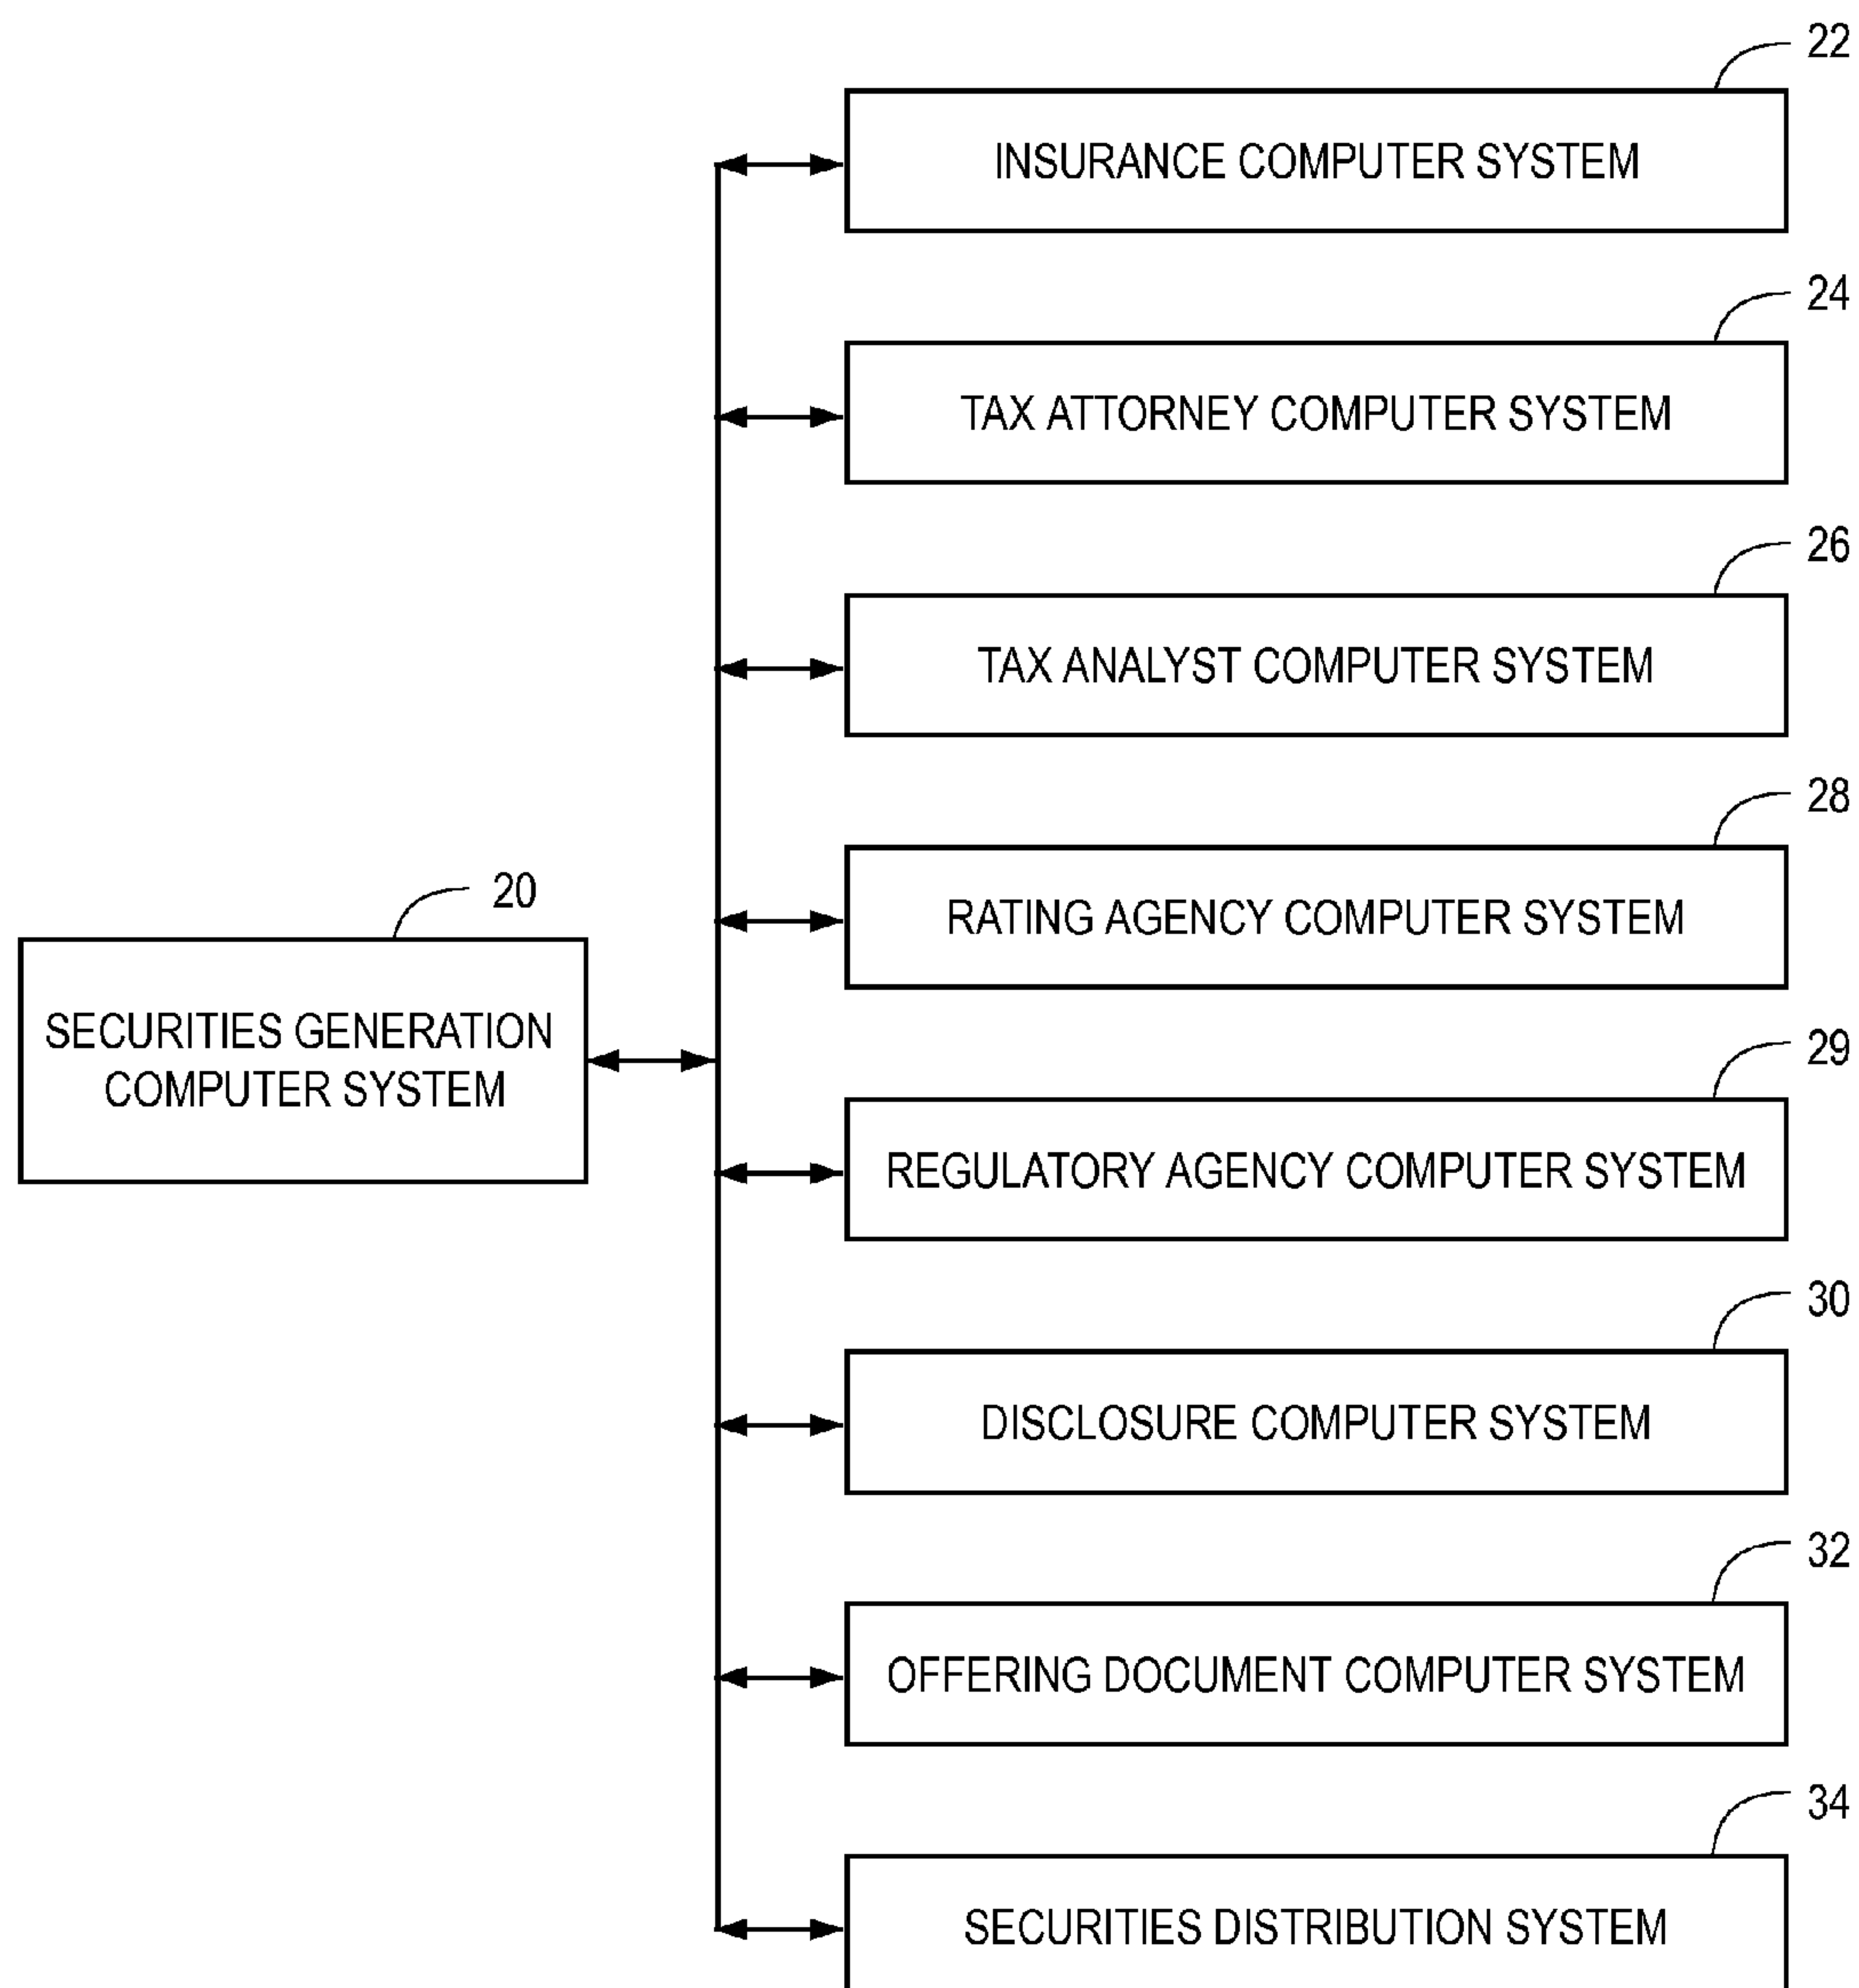 22
INSURANCE COMPUTER SYSTEM
24
TAX ATTORNEY COMPUTER SYSTEM
26
TAX ANALYST COMPUTER SYSTEM
28
RATING AGENCY COMPUTER SYSTEM
20
SECURITIES GENERATION
COMPUTER SYSTEM
29
REGULATORY AGENCY COMPUTER SYSTEM
30
DISCLOSURE COMPUTER SYSTEM
32
OFFERING DOCUMENT COMPUTER SYSTEM
34
SECURITIES DISTRIBUTION SYSTEM